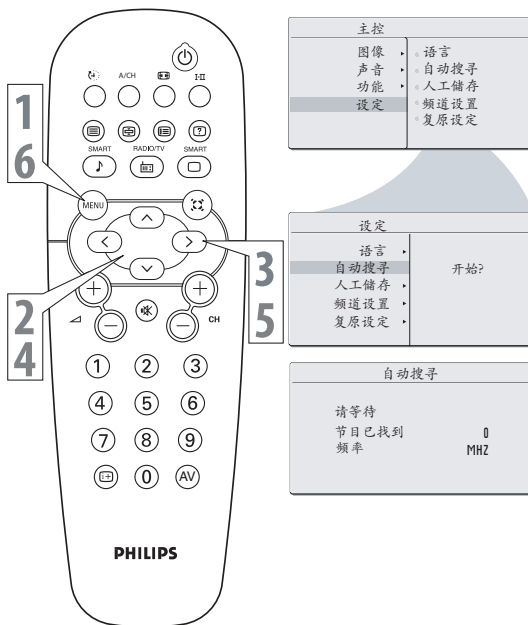 A/CH
I-II
SMART
RADIO/TV
SMART
MENU
CH
1
2
3
4
5
6
7
8
9
i+
0
AV
PHILIPS
1
6
2
4
3
5
主控
图像
声音
功能
设定
语言
自动搜寻
人工储存
频道设置
复原设定
设定
语言
自动搜寻
人工储存
频道设置
复原设定
开始?
自动搜寻
请等待
节目已找到 0
频率 MHZ